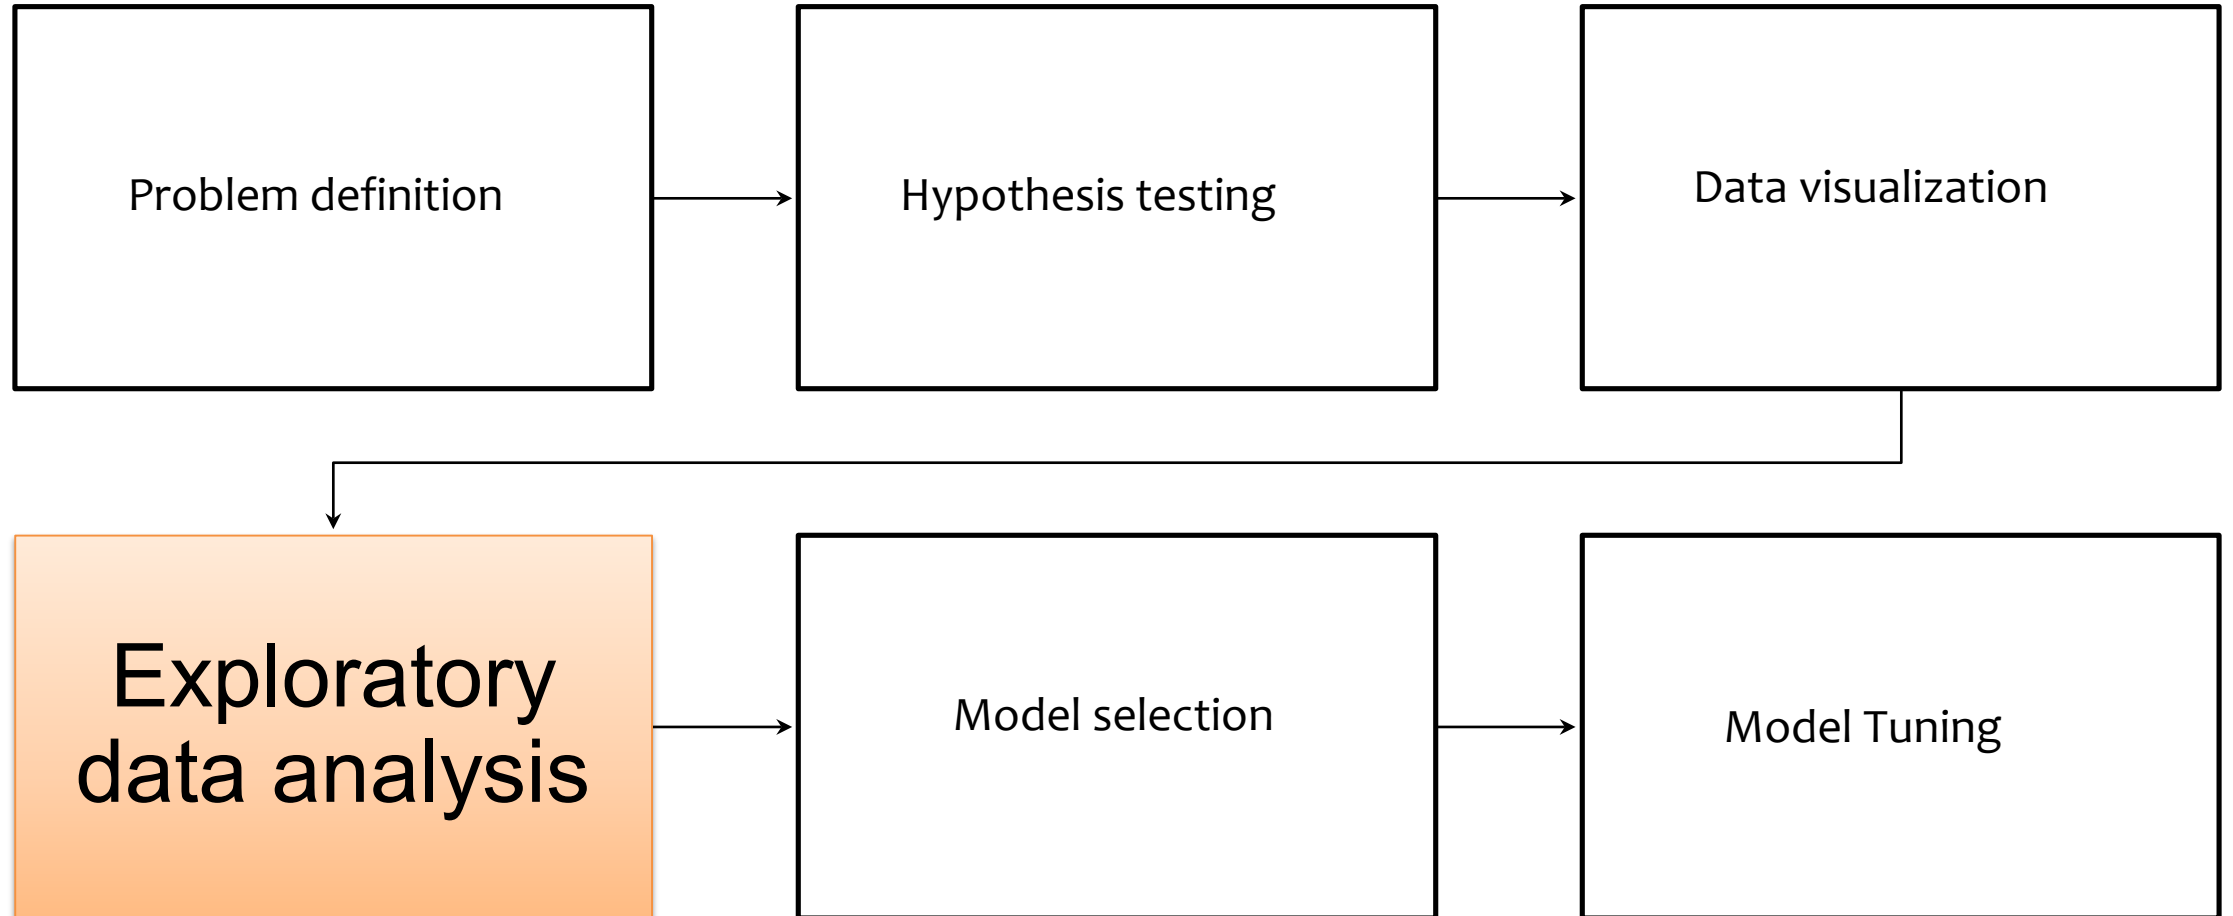 Problem definition
Hypothesis testing
Data visualization
Exploratory
data analysis
Model selection
Model Tuning